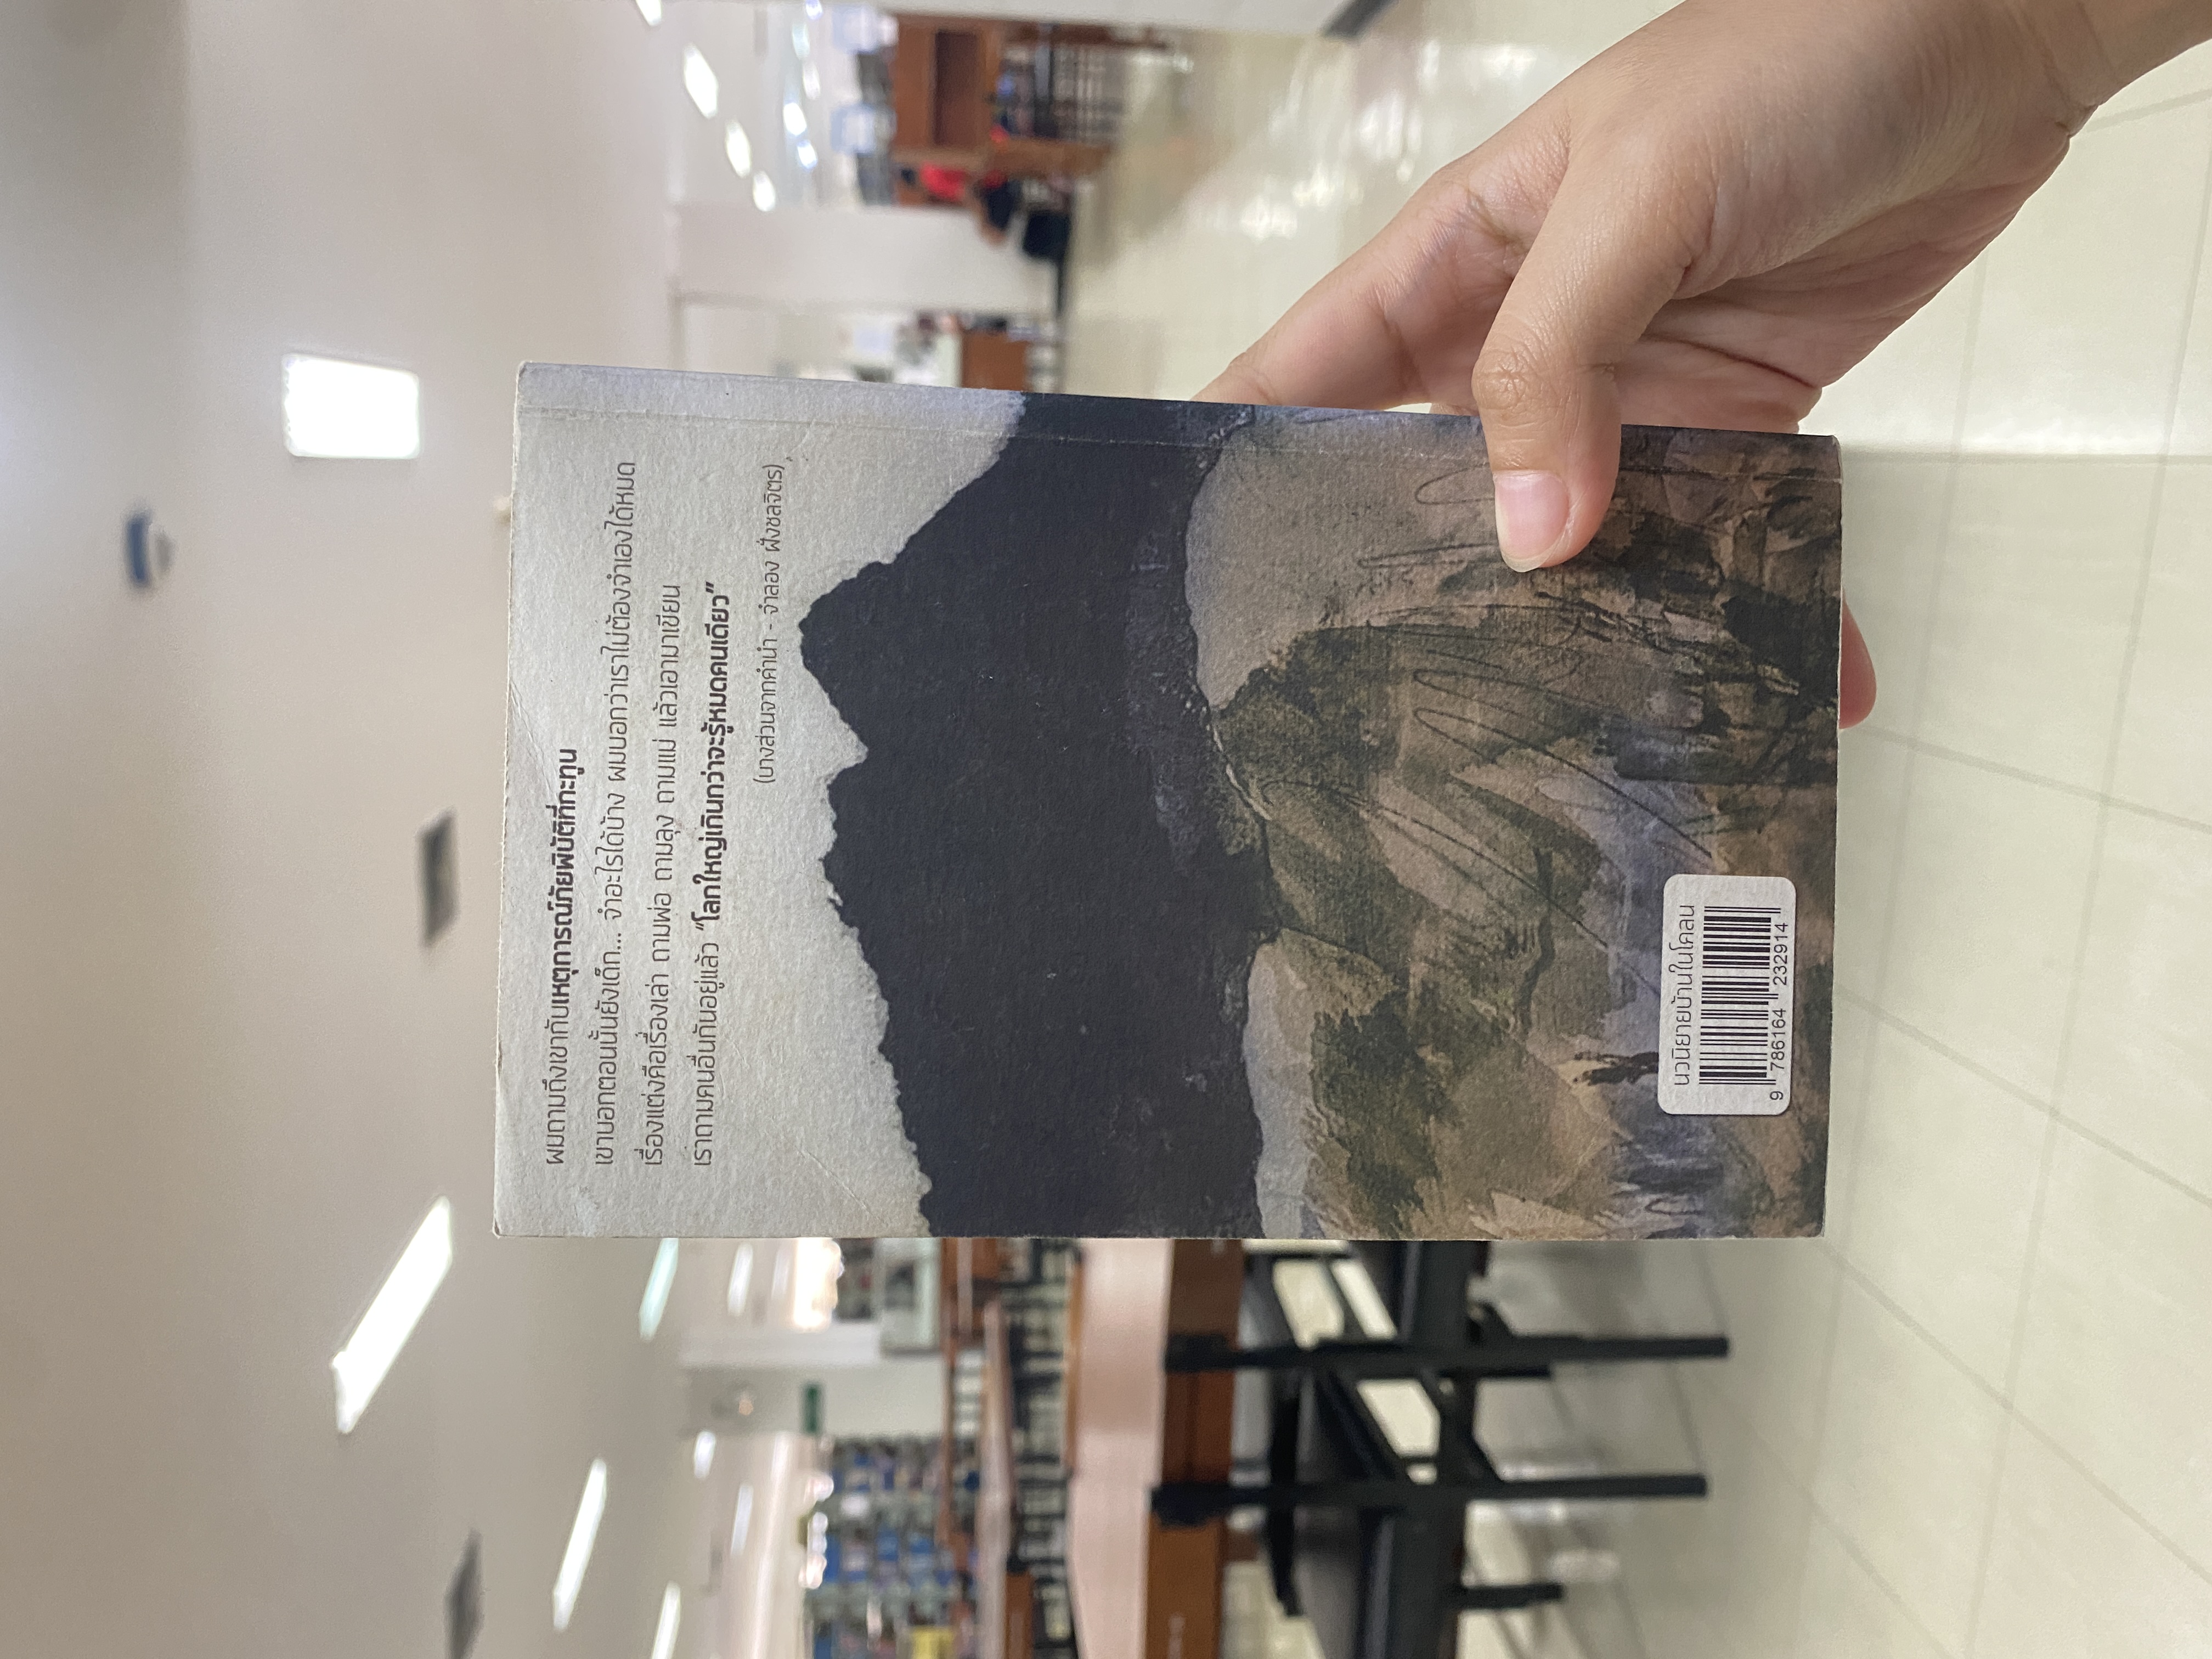 ผมถามถึงเขากับเหตุการณ์ภัยพิบัติที่กะทูน
เขาบอกตอนนั้นยังเด็ก... จำอะไรได้บ้าง ผมบอกว่าเราไม่ต้องจำเองได้หมด
เรื่องแต่งคือเรื่องเล่า ถามพ่อ ถามลุง ถามแม่ แล้วเอามาเขียน
เราถามคนอื่นกันอยู่แล้ว “โลกใหญ่เกินกว่าจะรู้หมดคนเดียว”
(บางส่วนจากคำนำ - จำลอง ฝั่งชลจิตร)
นวนิยายบ้านในโคลน
9 786164 232914